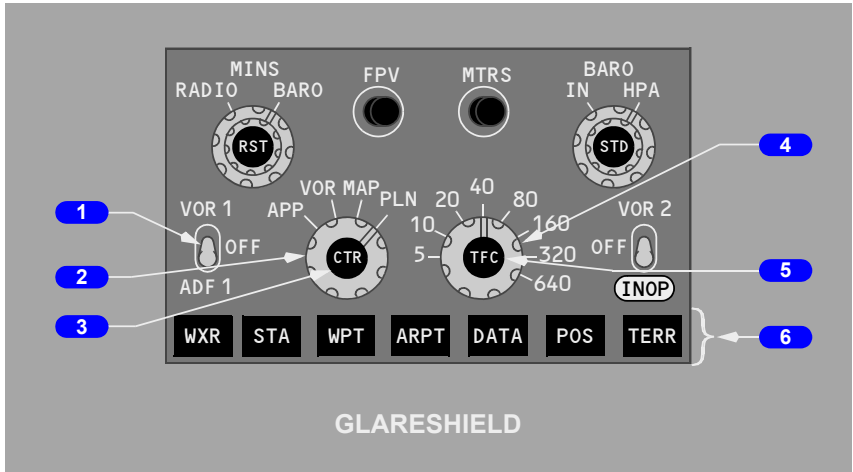 MINS
RADIO BARO
FPV
MTRS
BARO
IN HPA
RST
STD
4
1
VOR 1
OFF
ADF 1
APP VOR MAP PLN
CTR
5 10 20 40 80 160 320 640
TFC
VOR 2
OFF
INOP
2
3
5
WXR STA WPT ARPT DATA POS TERR
6
GLARESHIELD